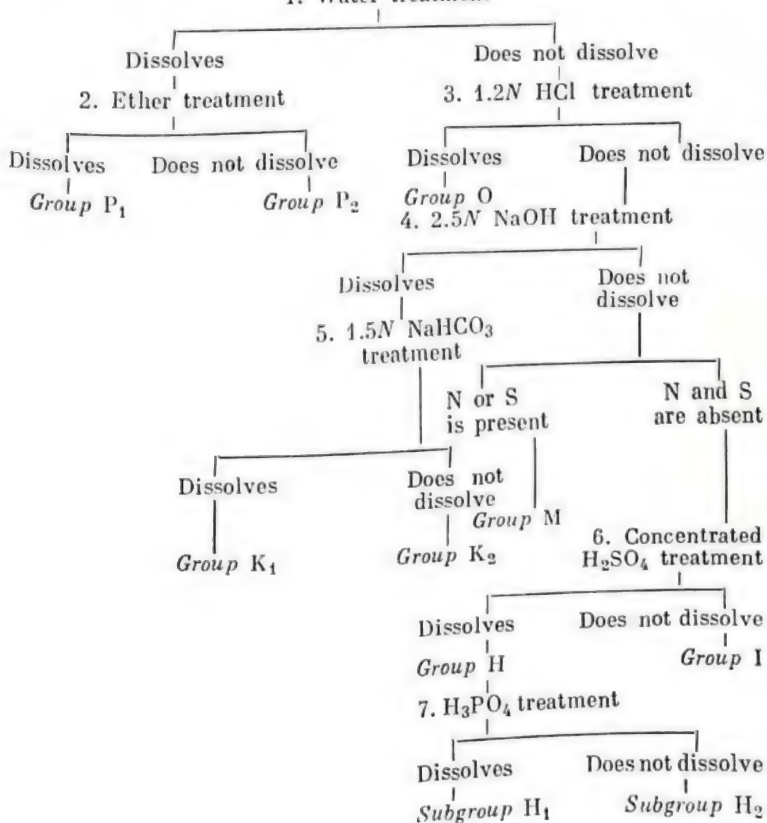 1. Water treatment
Dissolves
Does not dissolve
2. Ether treatment
3. 1.2N HCl treatment
Dissolves
Does not dissolve
Dissolves
Does not dissolve
Group P₁
Group P₂
Group O
4. 2.5N NaOH treatment
Dissolves
Does not
dissolve
5. 1.5N NaHCO₃
treatment
N or S
is present
N and S
are absent
Dissolves
Does not
dissolve
Group M
Group K₁
Group K₂
6. Concentrated
H₂SO₄ treatment
Dissolves
Does not dissolve
Group H
Group I
7. H₃PO₄ treatment
Dissolves
Does not dissolve
Subgroup H₁
Subgroup H₂